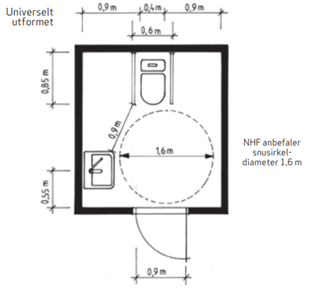 Universelt
utformet
0,9 m
0,4 m
0,9 m
0,6 m
0,85 m
0,9 m
1,6 m
NHF anbefaler
snusirkel-
diameter 1,6 m
0,55 m
0,9 m